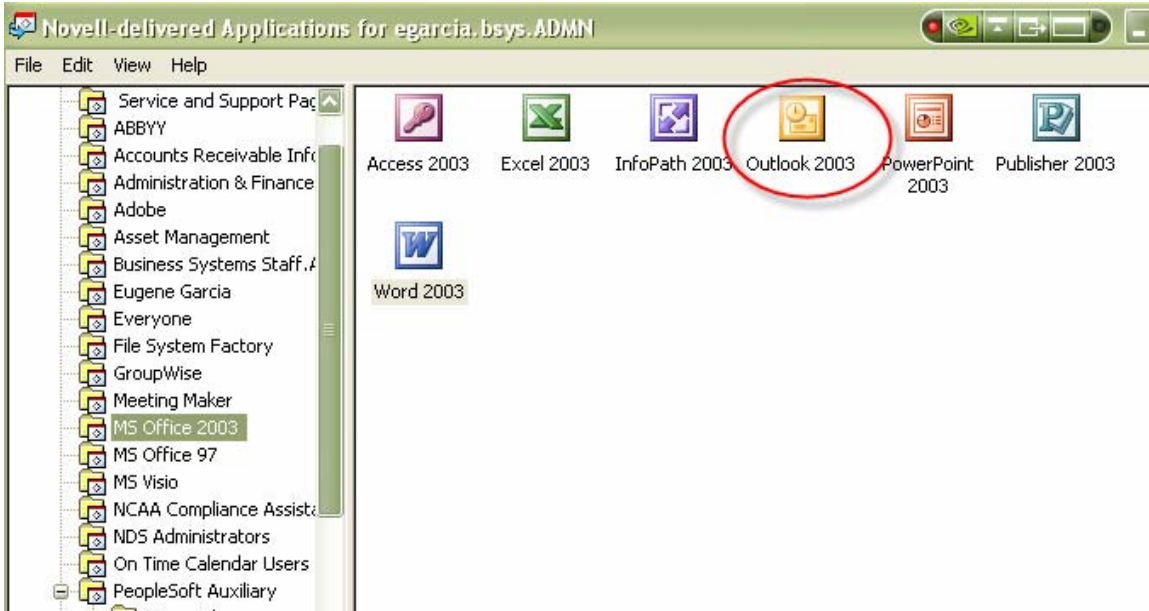 Novell-delivered Applications for egarcia.bsys.ADMN
File Edit View Help
Service and Support Pag
ABBYY
Accounts Receivable Info
Administration & Finance
Adobe
Asset Management
Business Systems Staff.A
Eugene Garcia
Everyone
File System Factory
GroupWise
Meeting Maker
MS Office 2003
MS Office 97
MS Visio
NCAA Compliance Assista
NDS Administrators
On Time Calendar Users
PeopleSoft Auxiliary
Access 2003 Excel 2003 InfoPath 2003 Outlook 2003 PowerPoint Publisher 2003
2003
Word 2003